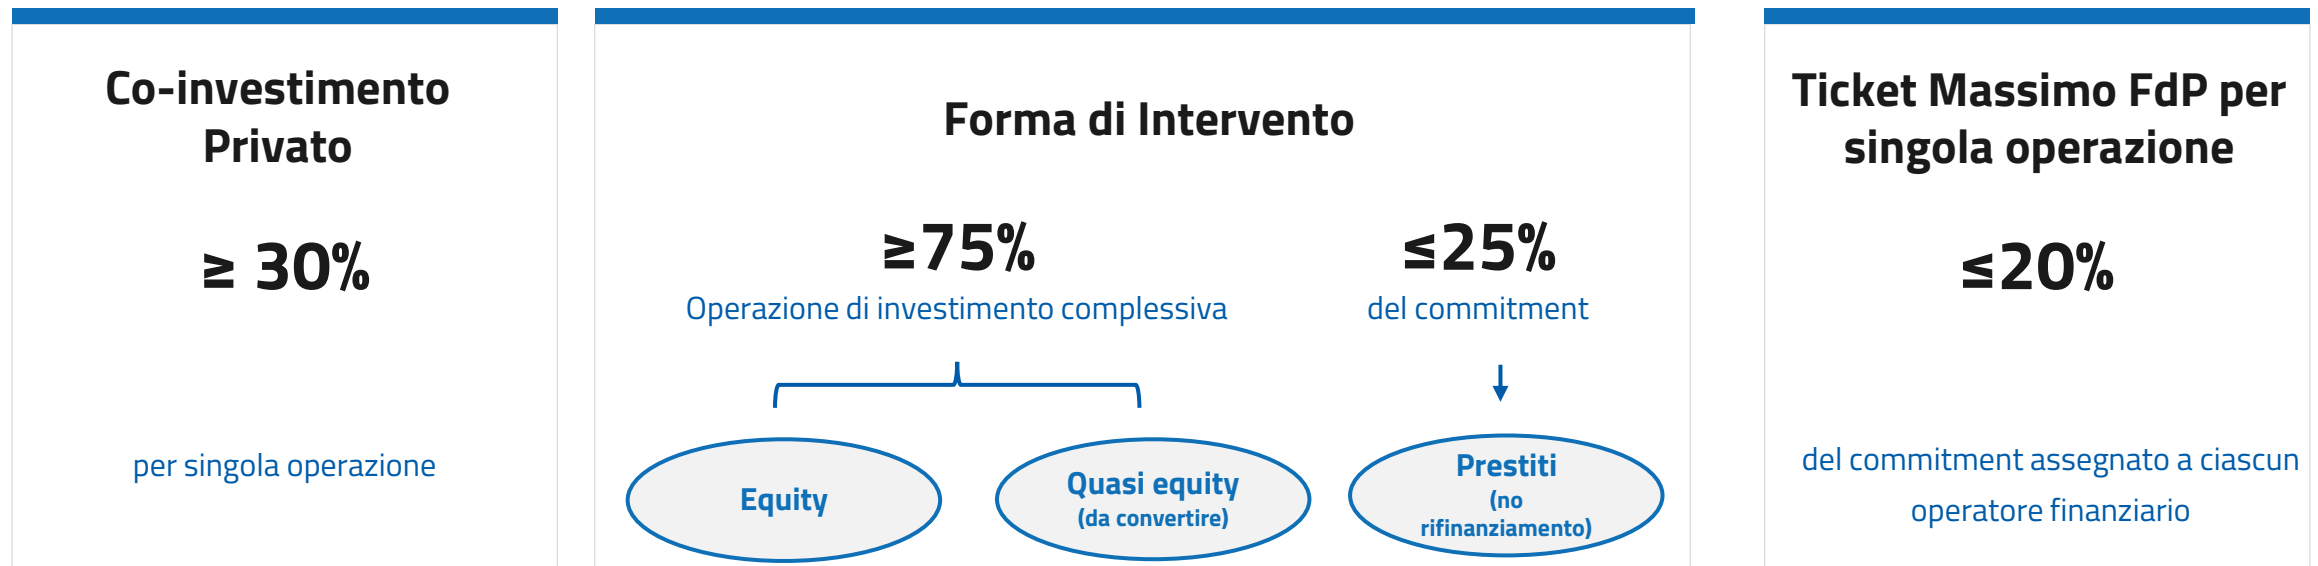 Co-investimento
Privato
≥ 30%
per singola operazione
Forma di Intervento
≥75%
Operazione di investimento complessiva
≤25%
del commitment
Equity
Quasi equity
(da convertire)
Prestiti
(no
rifinanziamento)
Ticket Massimo FdP per
singola operazione
≤20%
del commitment assegnato a ciascun
operatore finanziario